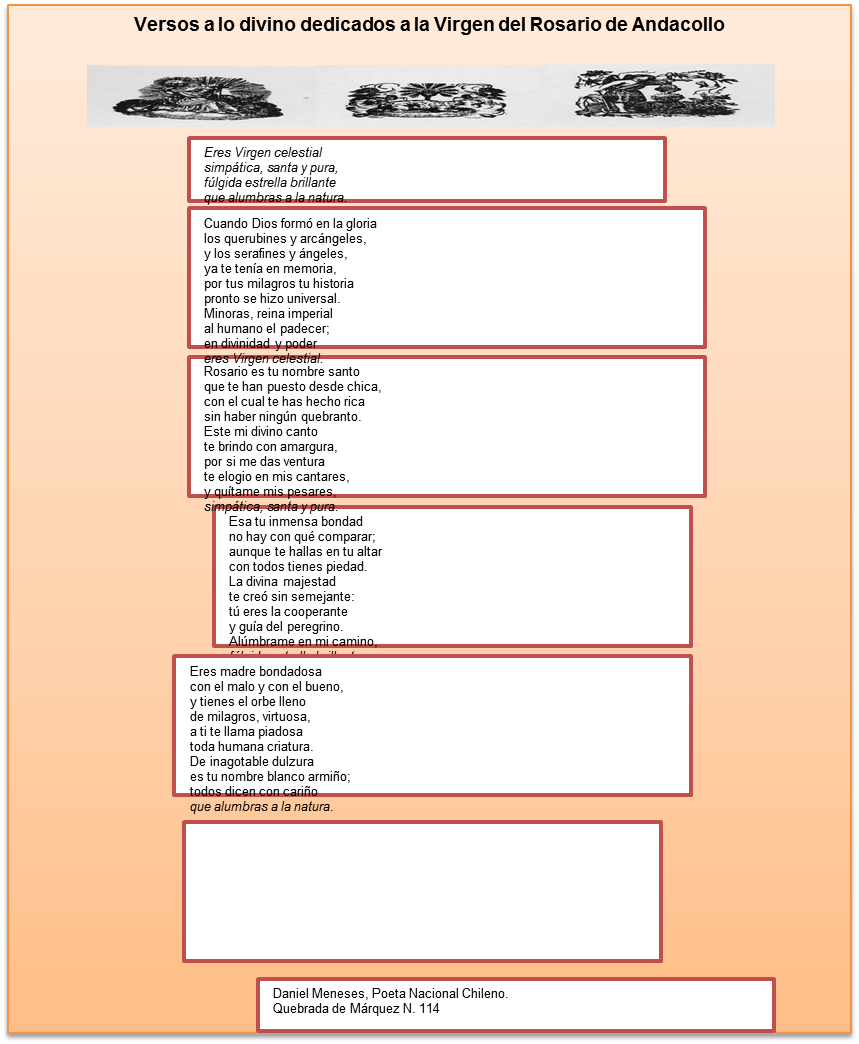 Versos a lo divino dedicados a la Virgen del Rosario de Andacollo
Eres Virgen celestial
simpática, santa y pura,
fúlgida estrella brillante
que alumbras a la natura.
Cuando Dios formó en la gloria
los querubines y arcángeles,
y los serafines y ángeles,
ya te tenía en memoria,
por tus milagros tu historia
pronto se hizo universal.
Minoras, reina imperial
al humano el padecer;
en divinidad y poder
eres Virgen celestial.
Rosario es tu nombre santo
que te han puesto desde chica,
con el cual te has hecho rica
sin haber ningún quebranto.
Este mi divino canto
te brindo con amargura,
por si me das ventura
te elogio en mis cantares,
y quítame mis pesares,
simpática, santa y pura.
Esa tu inmensa bondad
no hay con qué comparar;
aunque te hallas en tu altar
con todos tienes piedad.
La divina majestad
te creó sin semejante:
tú eres la cooperante
y guía del peregrino.
Alúmbrame en mi camino,
Eres madre bondadosa
con el malo y con el bueno,
y tienes el orbe lleno
de milagros, virtuosa,
a ti te llama piadosa
toda humana criatura.
De inagotable dulzura
es tu nombre blanco armiño;
todos dicen con cariño
que alumbras a la natura.
Daniel Meneses, Poeta Nacional Chileno.
Quebrada de Márquez N. 114